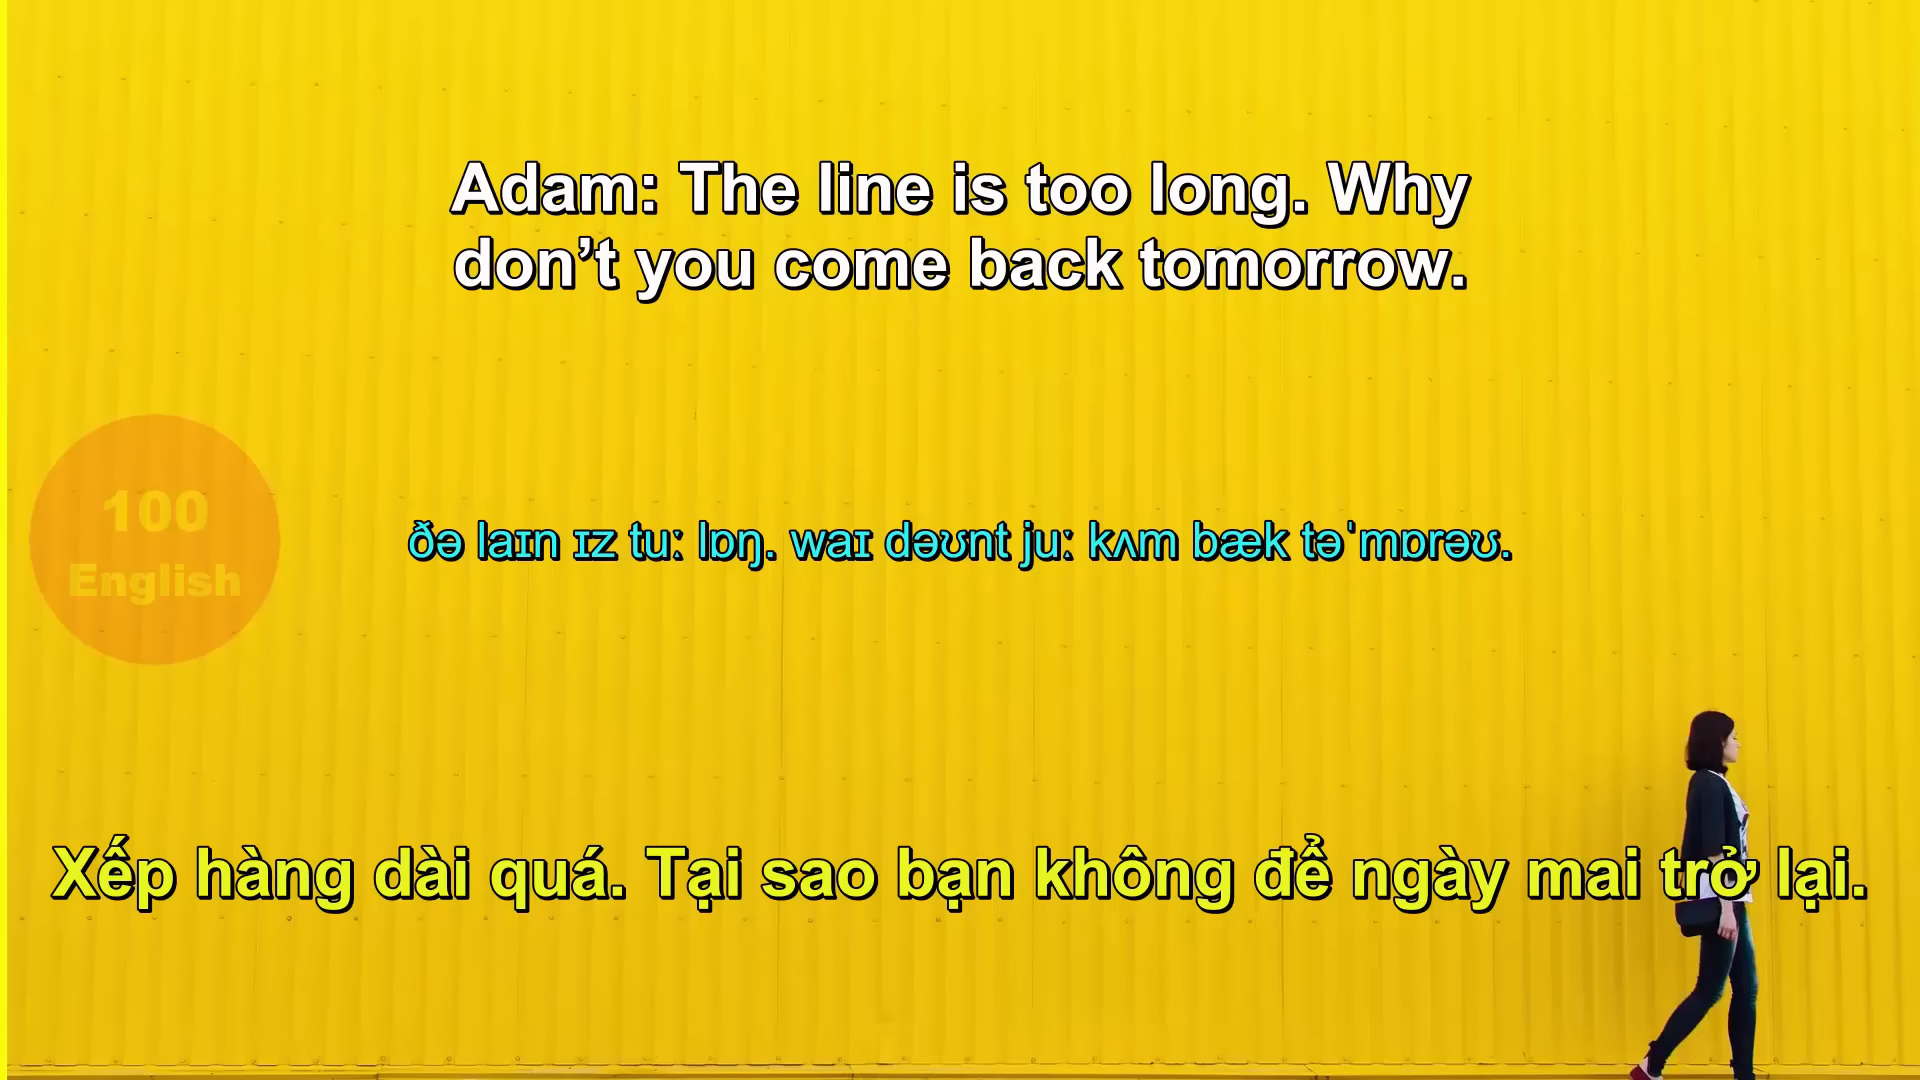 Adam: The line is too long. Why
don’t you come back tomorrow.
100
English
ðə laɪn ɪz tuː lɒŋ. waɪ dəʊnt juː kʌm bæk təˈmɒrəʊ.
Xếp hàng dài quá. Tại sao bạn không để ngày mai trở lại.